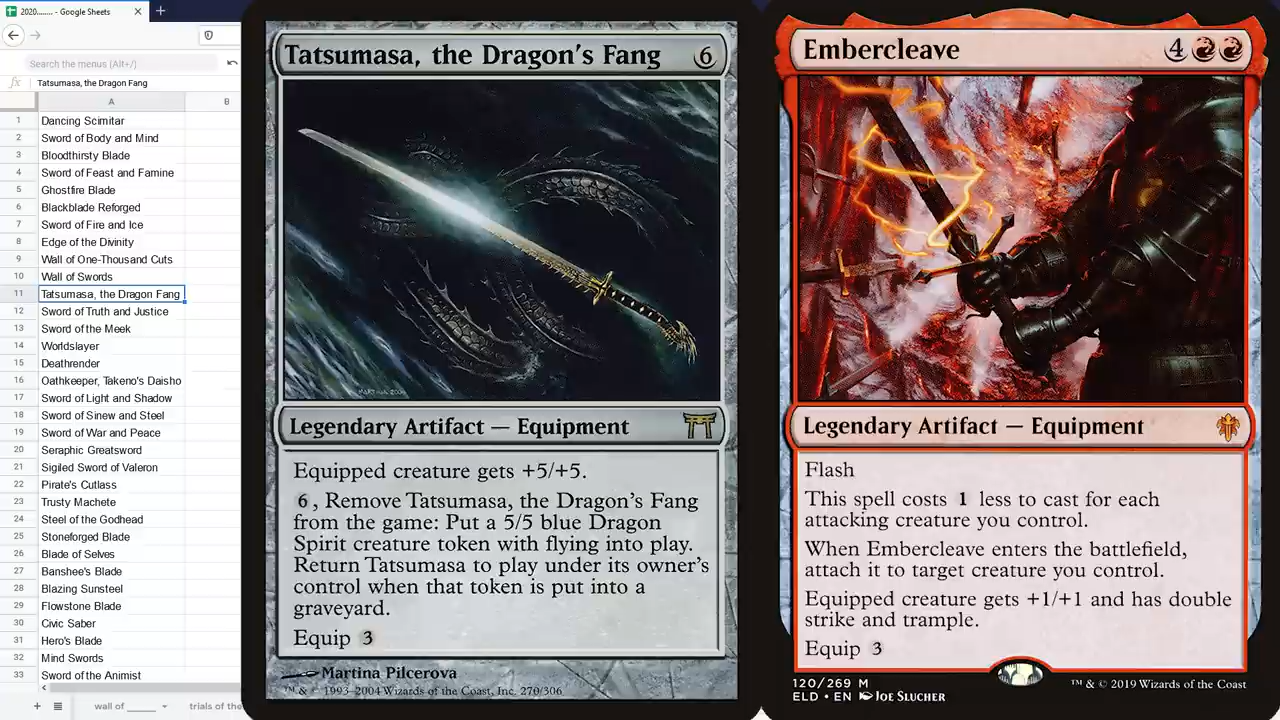 2020........ - Google Sheets
Search the menus (Alt+/)
fx Tatsumasa, the Dragon Fang
A B
1 Dancing Scimitar
2 Sword of Body and Mind
3 Bloodthirsty Blade
4 Sword of Feast and Famine
5 Ghostfire Blade
6 Blackblade Reforged
7 Sword of Fire and Ice
8 Edge of the Divinity
9 Wall of One-Thousand Cuts
10 Wall of Swords
11 Tatsumasa, the Dragon Fang
12 Sword of Truth and Justice
13 Sword of the Meek
14 Worldslayer
15 Deathrender
16 Oathkeeper, Takeno's Daisho
17 Sword of Light and Shadow
18 Sword of Sinew and Steel
19 Sword of War and Peace
20 Seraphic Greatsword
21 Sigiled Sword of Valeron
22 Pirate's Cutlass
23 Trusty Machete
24 Steel of the Godhead
25 Stoneforged Blade
26 Blade of Selves
27 Banshee's Blade
28 Blazing Sunsteel
29 Flowstone Blade
30 Civic Saber
31 Hero's Blade
32 Mind Swords
33 Sword of the Animist
wall of _____ trials of the
Tatsumasa, the Dragon's Fang 6
Legendary Artifact — Equipment
Equipped creature gets +5/+5.
6, Remove Tatsumasa, the Dragon's Fang
from the game: Put a 5/5 blue Dragon
Spirit creature token with flying into play.
Return Tatsumasa to play under its owner's
control when that token is put into a
graveyard.
Equip 3
Martina Pilcerova
™ & © 1993–2004 Wizards of the Coast, Inc. 270/306
Embercleave 4
Legendary Artifact — Equipment
Flash
This spell costs 1 less to cast for each
attacking creature you control.
When Embercleave enters the battlefield,
attach it to target creature you control.
Equipped creature gets +1/+1 and has double
strike and trample.
Equip 3
120/269 M
ELD • EN Joe Slucher
™ & © 2019 Wizards of the Coast